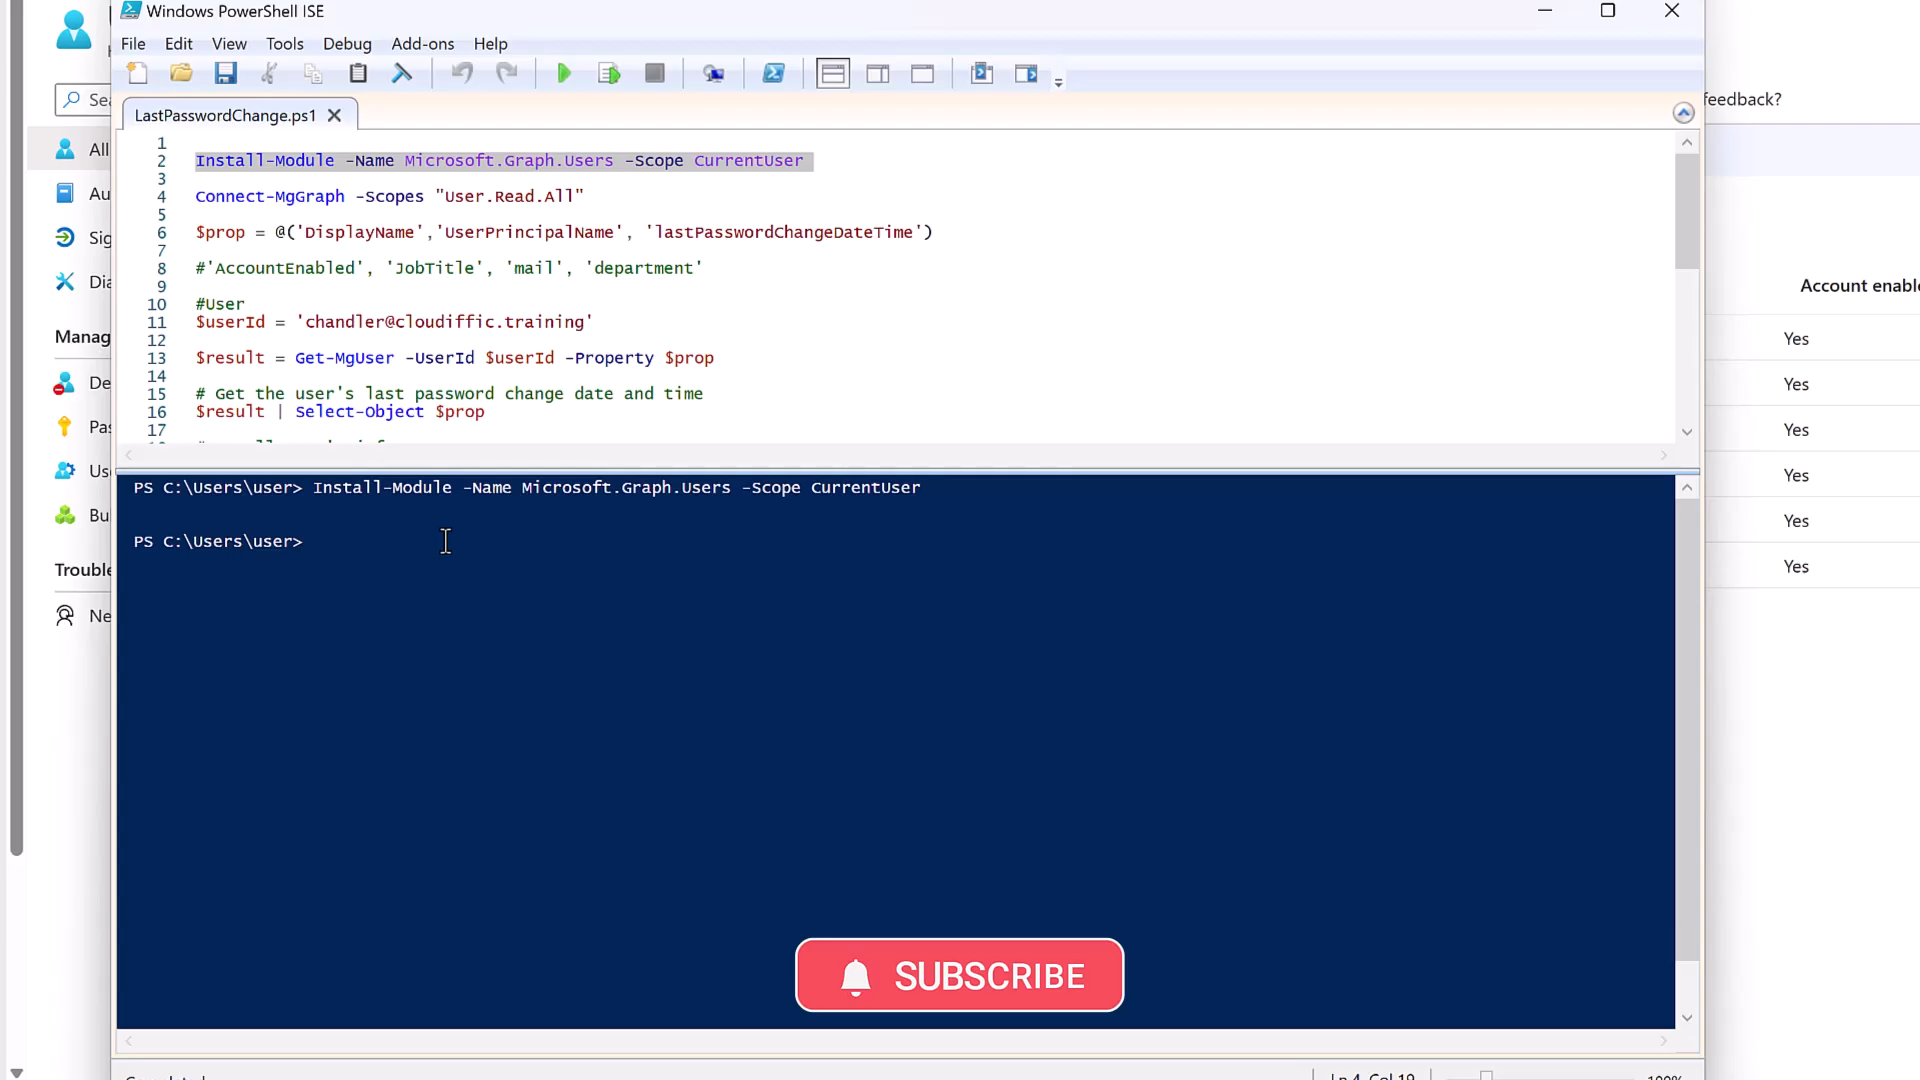 Windows PowerShell ISE
File Edit View Tools Debug Add-ons Help
LastPasswordChange.ps1
feedback?
1
2 Install-Module -Name Microsoft.Graph.Users -Scope CurrentUser
3
4 Connect-MgGraph -Scopes "User.Read.All"
5
6 $prop = @('DisplayName','UserPrincipalName', 'lastPasswordChangeDateTime')
7
8 #'AccountEnabled', 'JobTitle', 'mail', 'department'
9
10 #User
11 $userId = 'chandler@cloudiffic.training'
12
13 $result = Get-MgUser -UserId $userId -Property $prop
14
15 # Get the user's last password change date and time
16 $result | Select-Object $prop
17
Sea
All
Au
Sig
Dia
Manag
De
Pas
Use
Bu
Trouble
Ne
Account enable
Yes
Yes
Yes
Yes
Yes
Yes
PS C:\Users\user> Install-Module -Name Microsoft.Graph.Users -Scope CurrentUser
PS C:\Users\user>
SUBSCRIBE